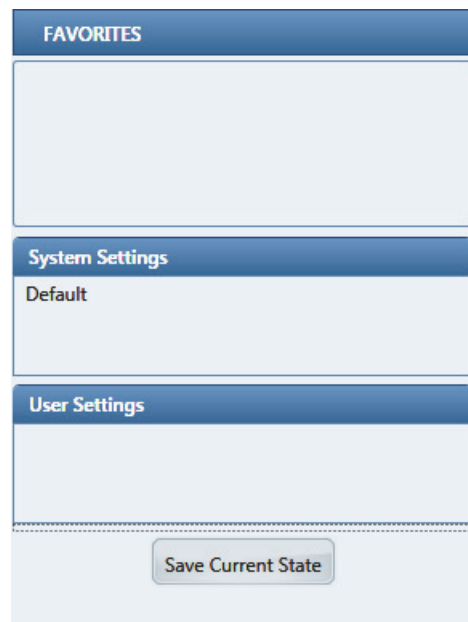 FAVORITES
System Settings
Default
User Settings
Save Current State